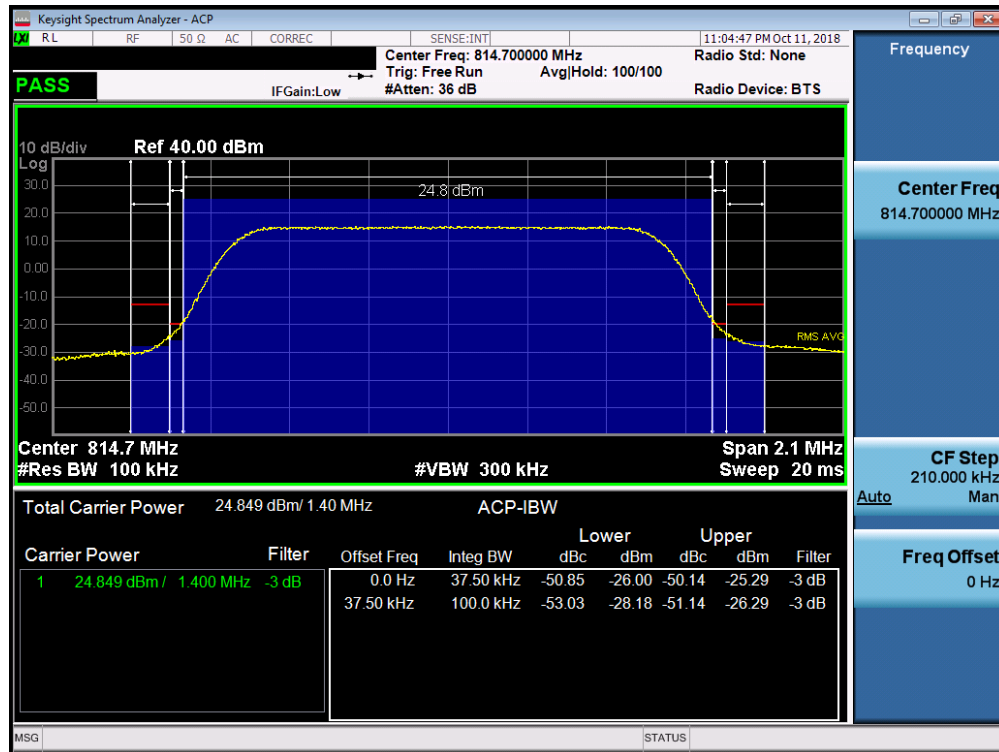 Keysight Spectrum Analyzer - ACP
LXI RL RF 50 Ω AC CORREC SENSE:INT 11:04:47 PM Oct 11, 2018
Center Freq: 814.700000 MHz Radio Std: None
Trig: Free Run Avg|Hold: 100/100
PASS IFGain:Low #Atten: 36 dB Radio Device: BTS
10 dB/div Ref 40.00 dBm
Log
30.0
24.8 dBm
20.0
10.0
0.00
-10.0
-20.0
RMS AVG
-30.0
-40.0
-50.0
Center 814.7 MHz Span 2.1 MHz
#Res BW 100 kHz #VBW 300 kHz Sweep 20 ms
Total Carrier Power 24.849 dBm/ 1.40 MHz ACP-IBW
Lower Upper
Carrier Power Filter Offset Freq Integ BW dBc dBm dBc dBm Filter
1 24.849 dBm / 1.400 MHz -3 dB 0.0 Hz 37.50 kHz -50.85 -26.00 -50.14 -25.29 -3 dB
37.50 kHz 100.0 kHz -53.03 -28.18 -51.14 -26.29 -3 dB
MSG STATUS
Frequency
Center Freq
814.700000 MHz
CF Step
210.000 kHz
Auto Man
Freq Offset
0 Hz